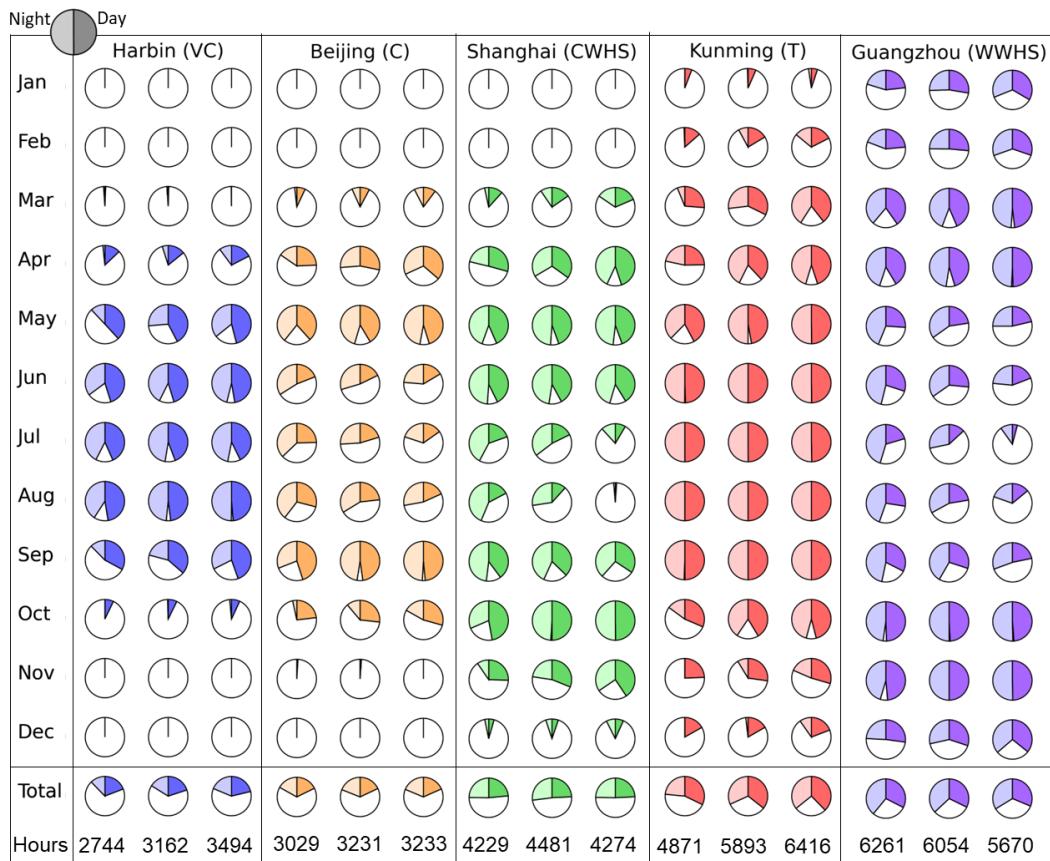 Night Day
Harbin (VC) Beijing (C) Shanghai (CWHS) Kunming (T) Guangzhou (WWHS)
Jan
Feb
Mar
Apr
May
Jun
Jul
Aug
Sep
Oct
Nov
Dec
Total
Hours 2744 3162 3494 3029 3231 3233 4229 4481 4274 4871 5893 6416 6261 6054 5670